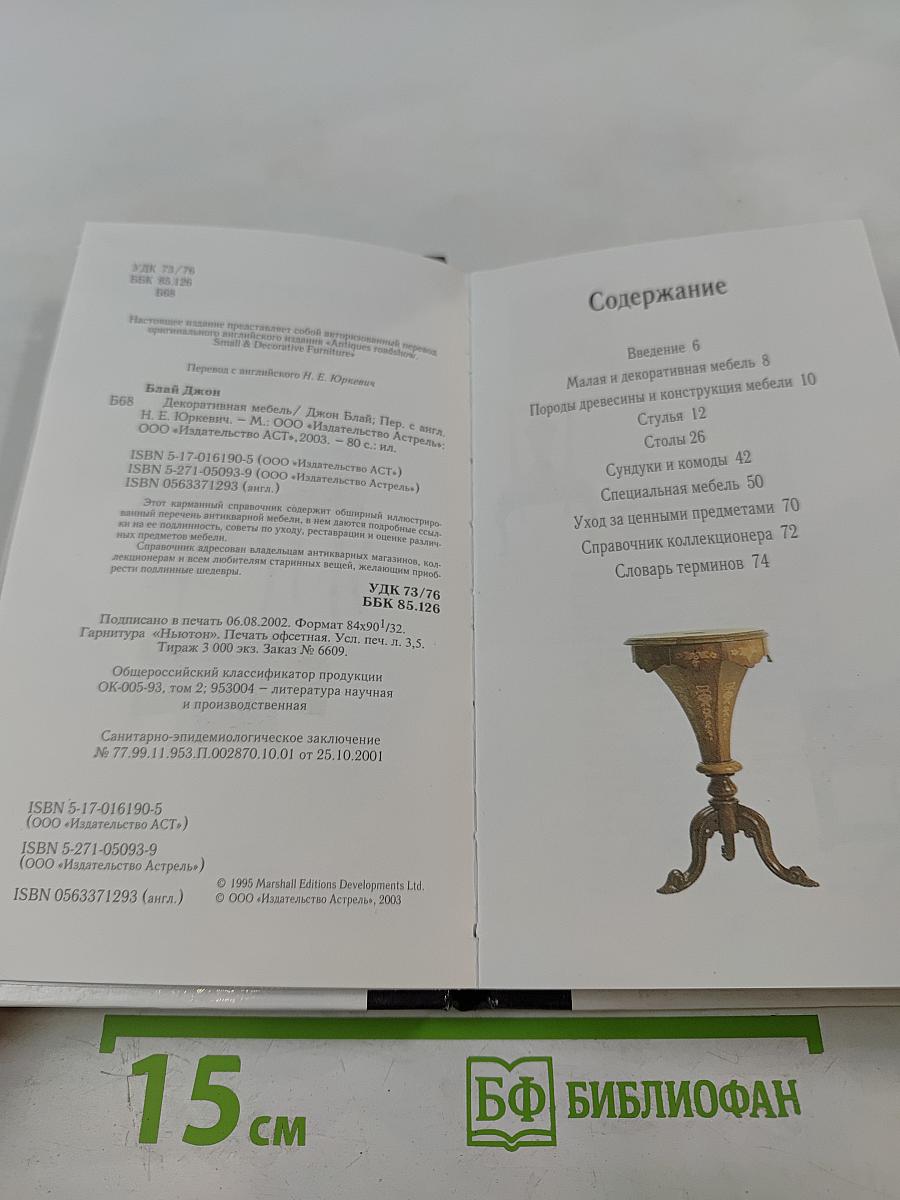 УДК 73/76
ББК 85.126
Б68
Настоящее издание представляет собой авторизованный перевод
оригинального английского издания «Antiques roadshow.
Small & Decorative Furniture»
Перевод с английского Н. Е. Юркевич
Блай Джон
Б68 Декоративная мебель/ Джон Блай; Пер. с англ.
Н. Е. Юркевич. – М.: ООО «Издательство Астрель»:
ООО «Издательство АСТ», 2003. – 80 с.: ил.
ISBN 5-17-016190-5 (ООО «Издательство АСТ»)
ISBN 5-271-05093-9 (ООО «Издательство Астрель»)
ISBN 0563371293 (англ.)
Этот карманный справочник содержит обширный иллюстриро-
ванный перечень антикварной мебели, в нем даются подробные ссыл-
ки на ее подлинность, советы по уходу, реставрации и оценке различ-
ных предметов мебели.
Справочник адресован владельцам антикварных магазинов, кол-
лекционерам и всем любителям старинных вещей, желающим приоб-
рести подлинные шедевры.
УДК 73/76
ББК 85.126
Подписано в печать 06.08.2002. Формат 84х90 1/32.
Гарнитура «Ньютон». Печать офсетная. Усл. печ. л. 3,5.
Тираж 3 000 экз. Заказ № 6609.
Общероссийский классификатор продукции
ОК-005-93, том 2; 953004 – литература научная
и производственная
Санитарно-эпидемиологическое заключение
№ 77.99.11.953.П.002870.10.01 от 25.10.2001
ISBN 5-17-016190-5
(ООО «Издательство АСТ»)
ISBN 5-271-05093-9
(ООО «Издательство Астрель»)
ISBN 0563371293 (англ.)
© 1995 Marshall Editions Developments Ltd.
© ООО «Издательство Астрель», 2003
Содержание
Введение 6
Малая и декоративная мебель 8
Породы древесины и конструкция мебели 10
Стулья 12
Столы 26
Сундуки и комоды 42
Специальная мебель 50
Уход за ценными предметами 70
Справочник коллекционера 72
Словарь терминов 74
15 см
БФ БИБЛИОФАН